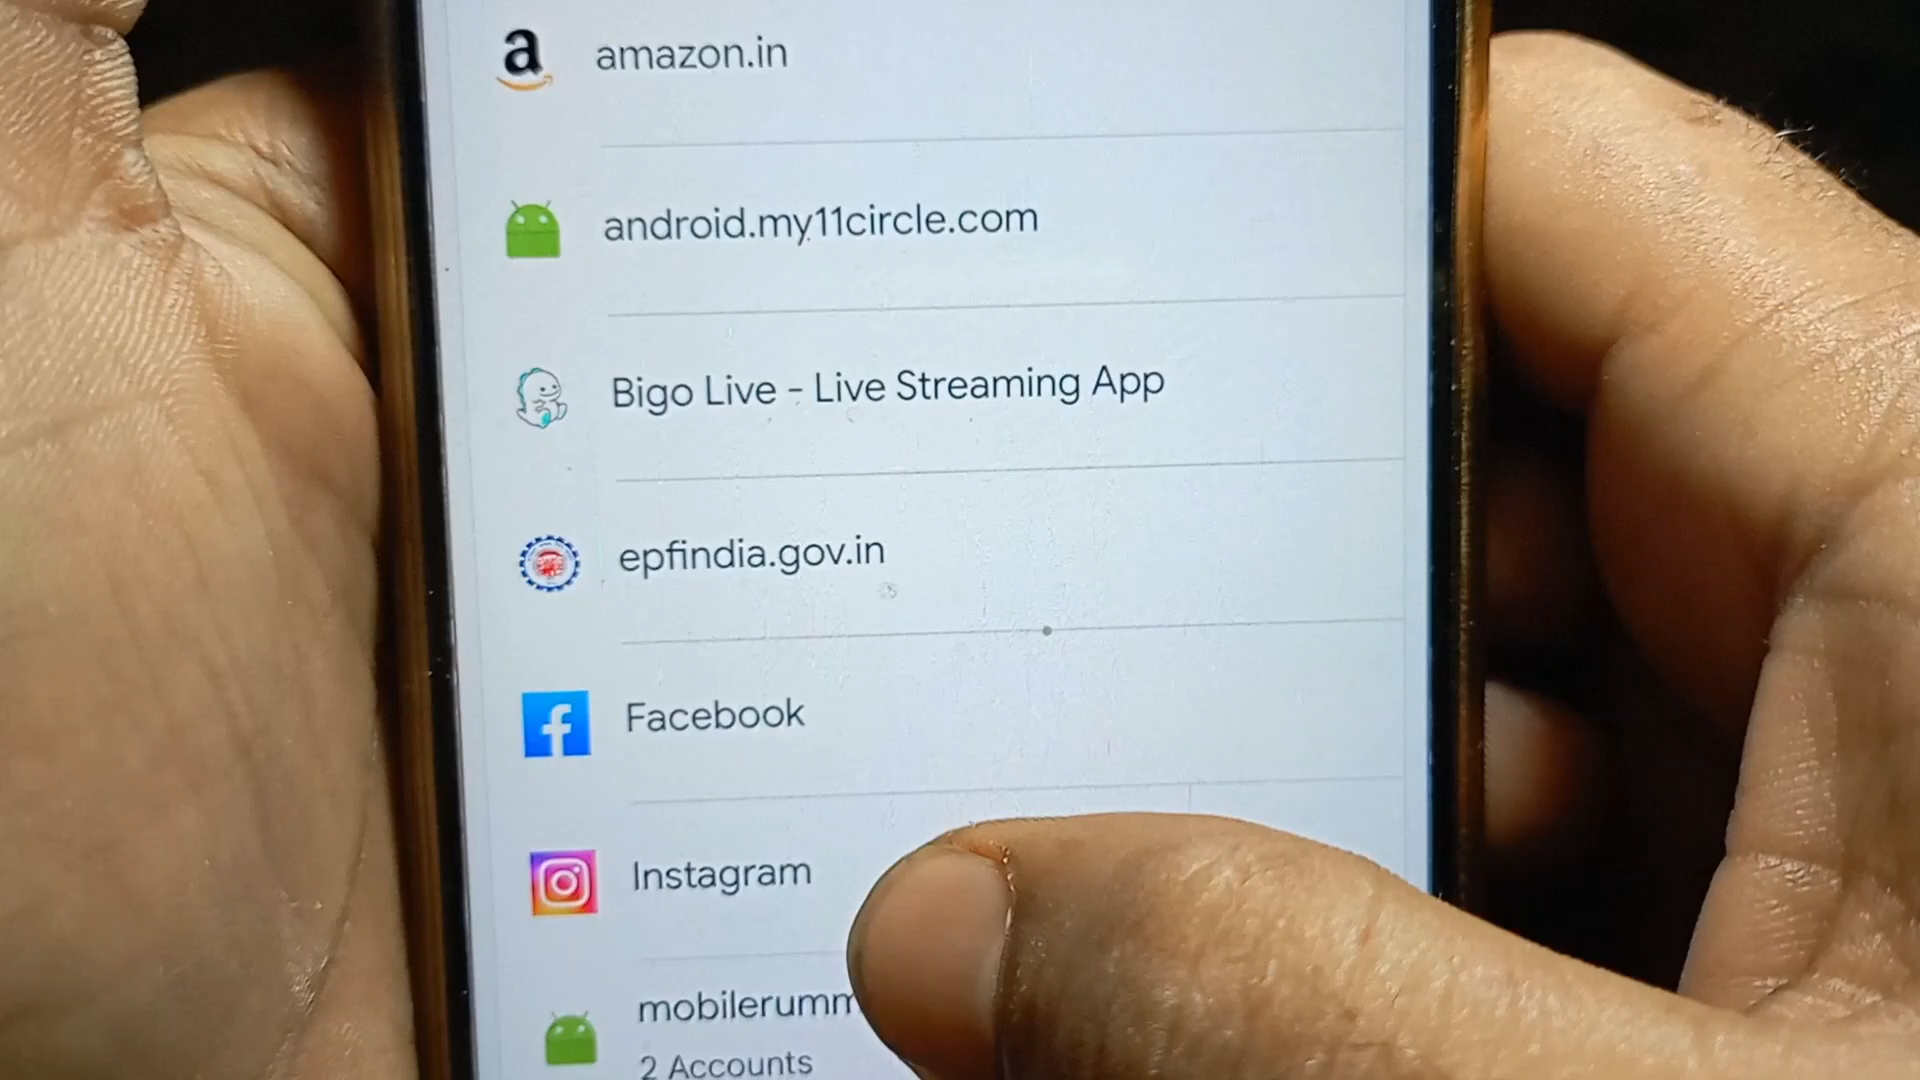 amazon.in
android.my11circle.com
Bigo Live - Live Streaming App
epfindia.gov.in
Facebook
Instagram
2 Accounts